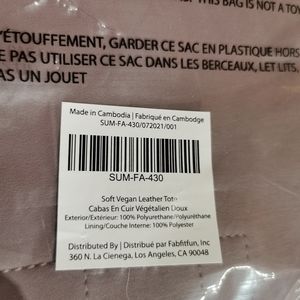 THIS BAG IS NOT A TOY
'ÉTOUFFEMENT, GARDER CE SAC EN PLASTIQUE HORS
E PAS UTILISER CE SAC DANS LES BERCEAUX, LET LITS,
AS UN JOUET
Made in Cambodia | Fabriqué en Cambodge
SUM-FA-430/072021/001
SUM-FA-430
Soft Vegan Leather Tote
Cabas En Cuir Végétalien Doux
Exterior/Extérieur: 100% Polyurethane/Polyuréthane
Lining/Couche Interne: 100% Polyester
Distributed By | Distribué par Fabfitfun, Inc
360 N. La Cienega, Los Angeles, CA 90048